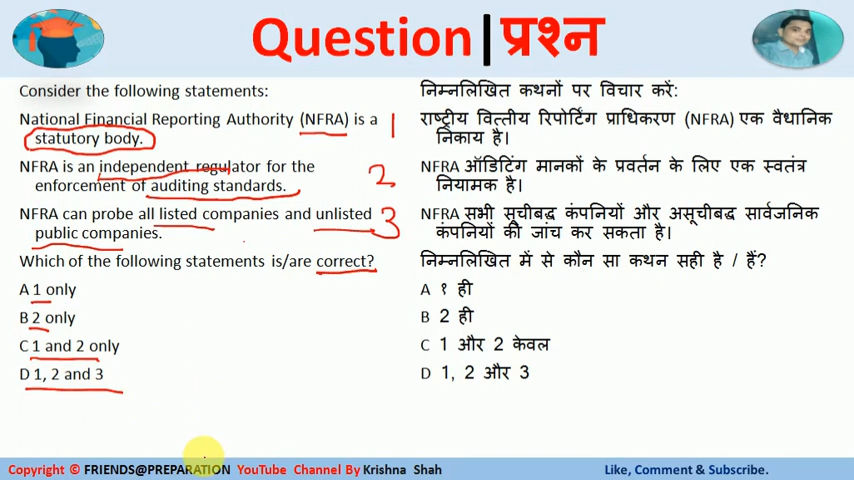 Question|प्रश्न
Consider the following statements:
National Financial Reporting Authority (NFRA) is a
statutory body.
1
NFRA is an independent regulator for the
enforcement of auditing standards.
2
NFRA can probe all listed companies and unlisted
public companies.
3
Which of the following statements is/are correct?
A 1 only
B 2 only
C 1 and 2 only
D 1, 2 and 3
निम्नलिखित कथनों पर विचार करें:
राष्ट्रीय वित्तीय रिपोर्टिंग प्राधिकरण (NFRA) एक वैधानिक
निकाय है।
NFRA ऑडिटिंग मानकों के प्रवर्तन के लिए एक स्वतंत्र
नियामक है।
NFRA सभी सूचीबद्ध कंपनियों और असूचीबद्ध सार्वजनिक
कंपनियों की जांच कर सकता है।
निम्नलिखित में से कौन सा कथन सही है / हैं?
A १ ही
B 2 ही
C 1 और 2 केवल
D 1, 2 और 3
Copyright © FRIENDS@PREPARATION YouTube Channel By Krishna Shah
Like, Comment & Subscribe.